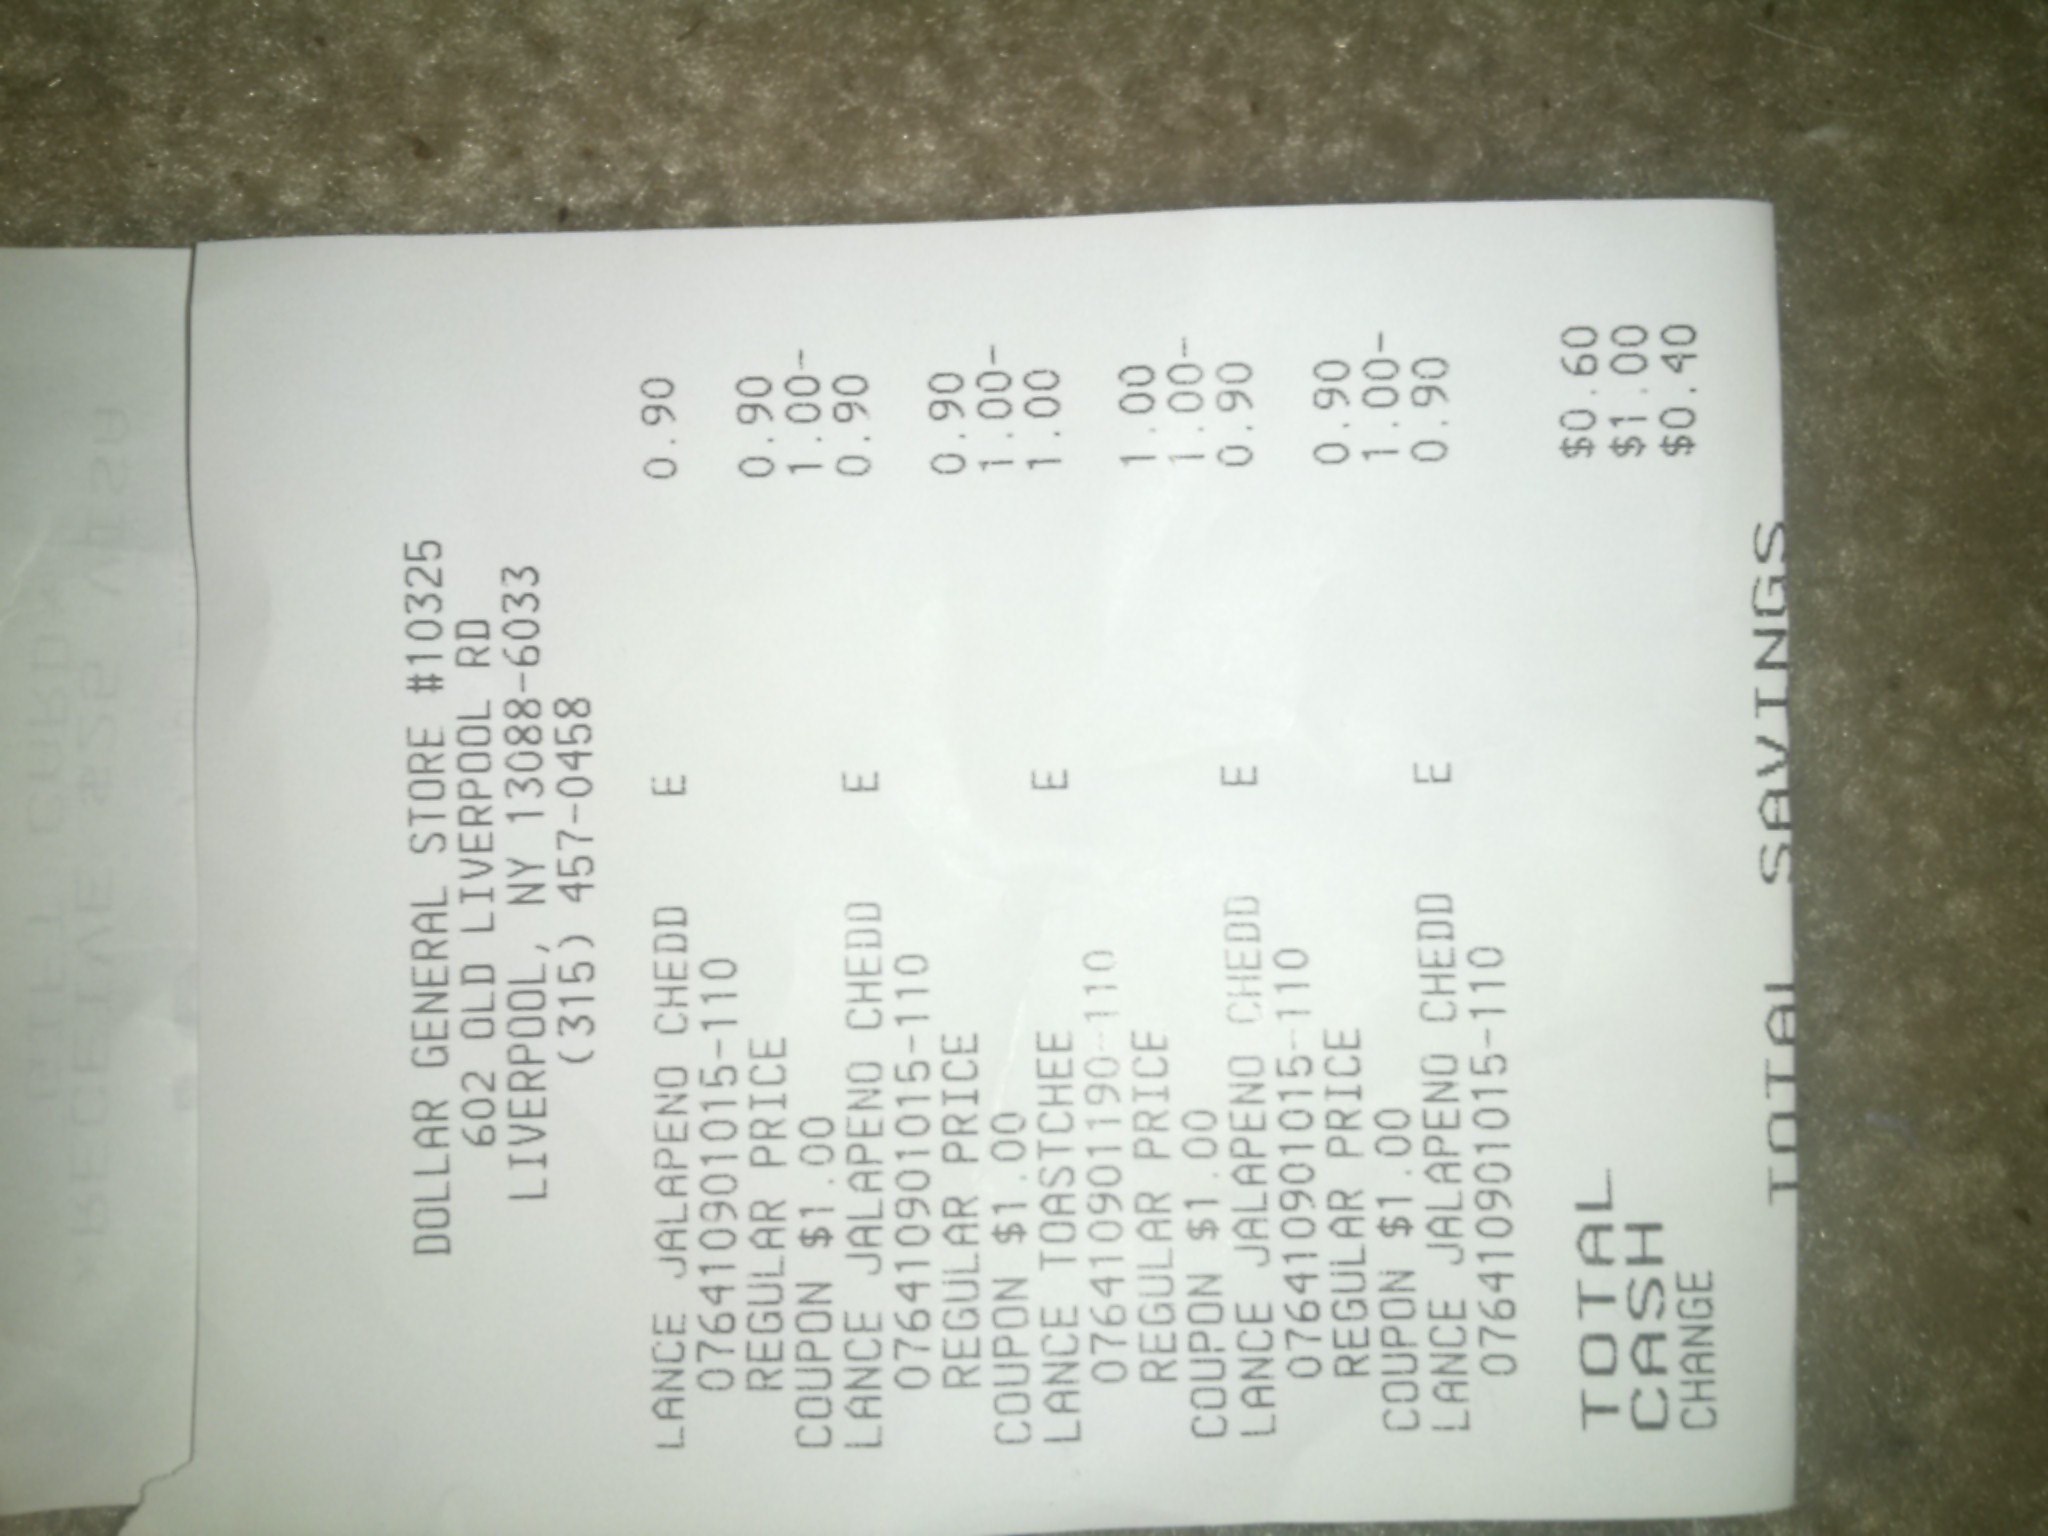 DOLLAR GENERAL STORE #10325
602 OLD LIVERPOOL RD
LIVERPOOL, NY 13088-6033
(315) 457-0458
LANCE JALAPENO CHEDD E 0.90
076410901015-110
REGULAR PRICE 0.90
COUPON $1.00 1.00-
LANCE JALAPENO CHEDD E 0.90
076410901015-110
REGULAR PRICE 0.90
COUPON $1.00 1.00-
LANCE TOASTCHEE E 1.00
076410901190-110
REGULAR PRICE 1.00
COUPON $1.00 1.00-
LANCE JALAPENO CHEDD E 0.90
076410901015-110
REGULAR PRICE 0.90
COUPON $1.00 1.00-
LANCE JALAPENO CHEDD E 0.90
076410901015-110
TOTAL $0.60
CASH $1.00
CHANGE $0.40
TOTAL SAVINGS